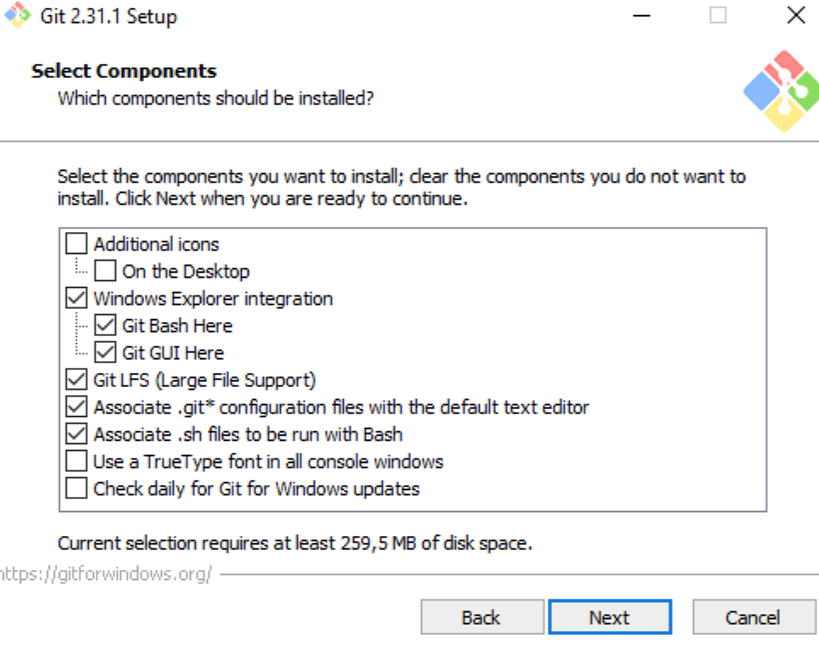 Git 2.31.1 Setup
Select Components
Which components should be installed?
Select the components you want to install; clear the components you do not want to
install. Click Next when you are ready to continue.
Additional icons
On the Desktop
Windows Explorer integration
Git Bash Here
Git GUI Here
Git LFS (Large File Support)
Associate .git* configuration files with the default text editor
Associate .sh files to be run with Bash
Use a TrueType font in all console windows
Check daily for Git for Windows updates
Current selection requires at least 259,5 MB of disk space.
https://gitforwindows.org/
Back Next Cancel